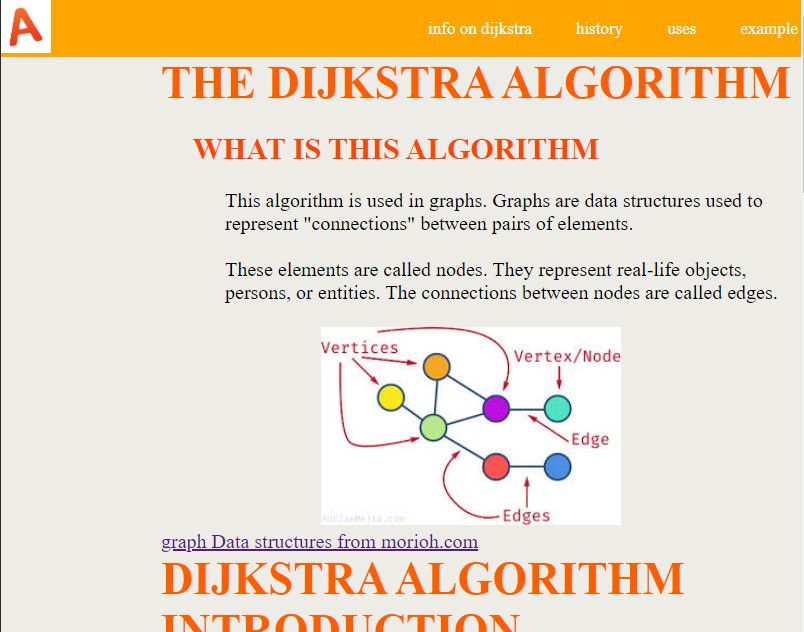 A
info on dijkstra history uses example
THE DIJKSTRA ALGORITHM
WHAT IS THIS ALGORITHM
This algorithm is used in graphs. Graphs are data structures used to
represent "connections" between pairs of elements.
These elements are called nodes. They represent real-life objects,
persons, or entities. The connections between nodes are called edges.
Vertices
Vertex/Node
Edge
Edges
AdrianMejia.com
graph Data structures from morioh.com
DIJKSTRA ALGORITHM
INTRODUCTION